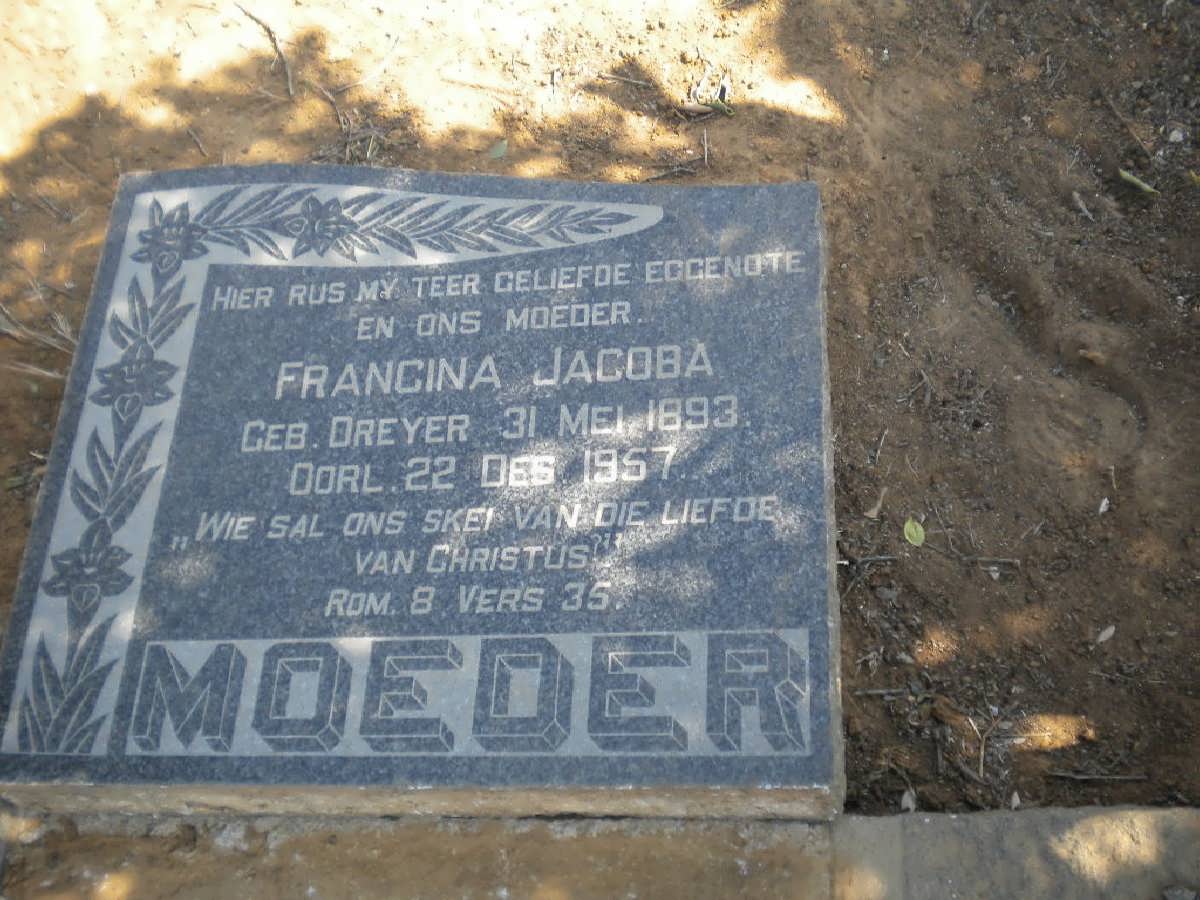 HIER RUS MY TEER GELIEFDE EGGENOTE
EN ONS MOEDER.
FRANCINA JACOBA
GEB. DREYER 31 MEI 1893.
OORL. 22 DES 1957.
„WIE SAL ONS SKEI VAN DIE LIEFDE
VAN CHRISTUS?"
ROM. 8 VERS 35.
MOEDER